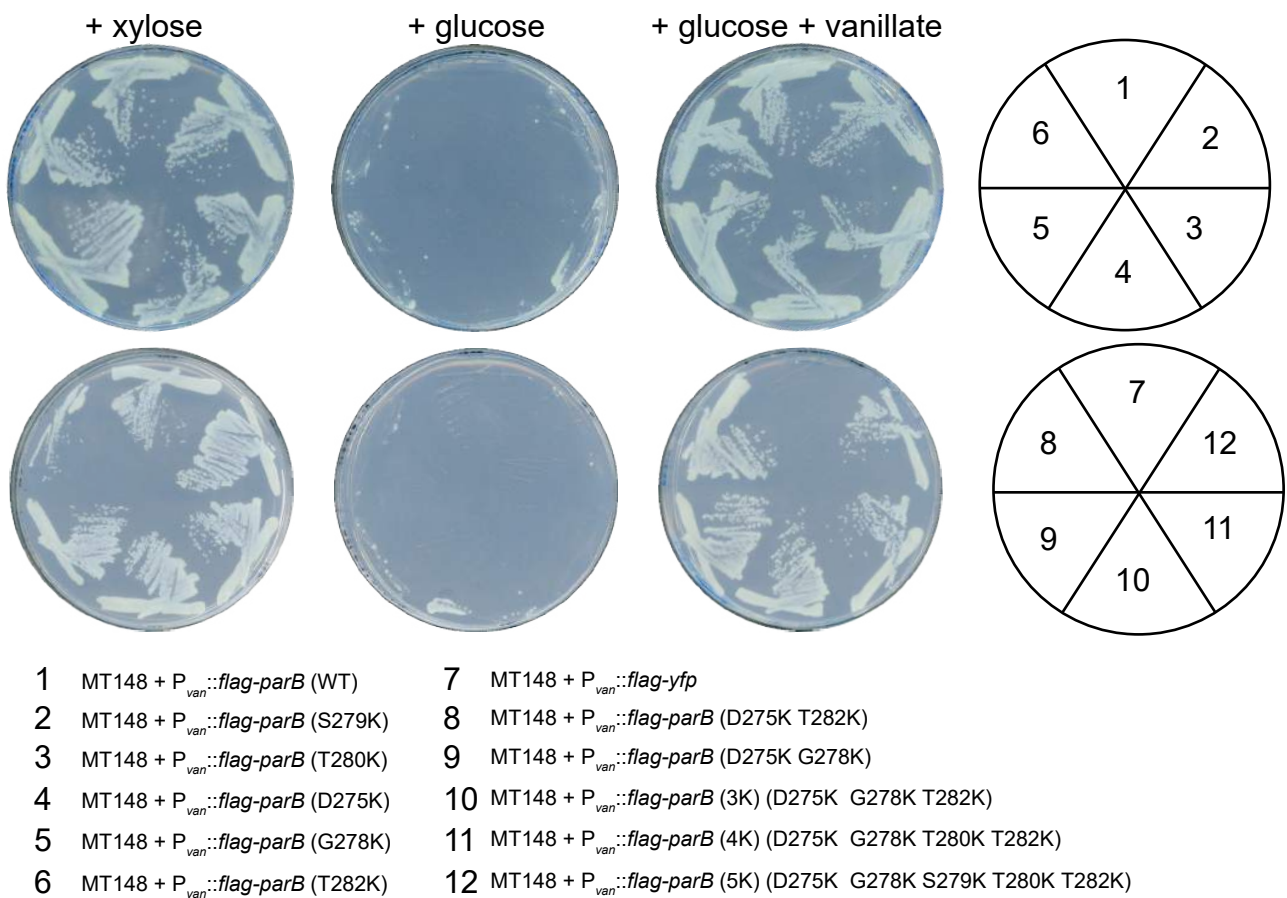 + xylose + glucose + glucose + vanillate
1
6 2
5 3
4
7
8 12
9 11
10
1 MT148 + Pvan::flag-parB (WT)
2 MT148 + Pvan::flag-parB (S279K)
3 MT148 + Pvan::flag-parB (T280K)
4 MT148 + Pvan::flag-parB (D275K)
5 MT148 + Pvan::flag-parB (G278K)
6 MT148 + Pvan::flag-parB (T282K)
7 MT148 + Pvan::flag-yfp
8 MT148 + Pvan::flag-parB (D275K T282K)
9 MT148 + Pvan::flag-parB (D275K G278K)
10 MT148 + Pvan::flag-parB (3K) (D275K G278K T282K)
11 MT148 + Pvan::flag-parB (4K) (D275K G278K T280K T282K)
12 MT148 + Pvan::flag-parB (5K) (D275K G278K S279K T280K T282K)